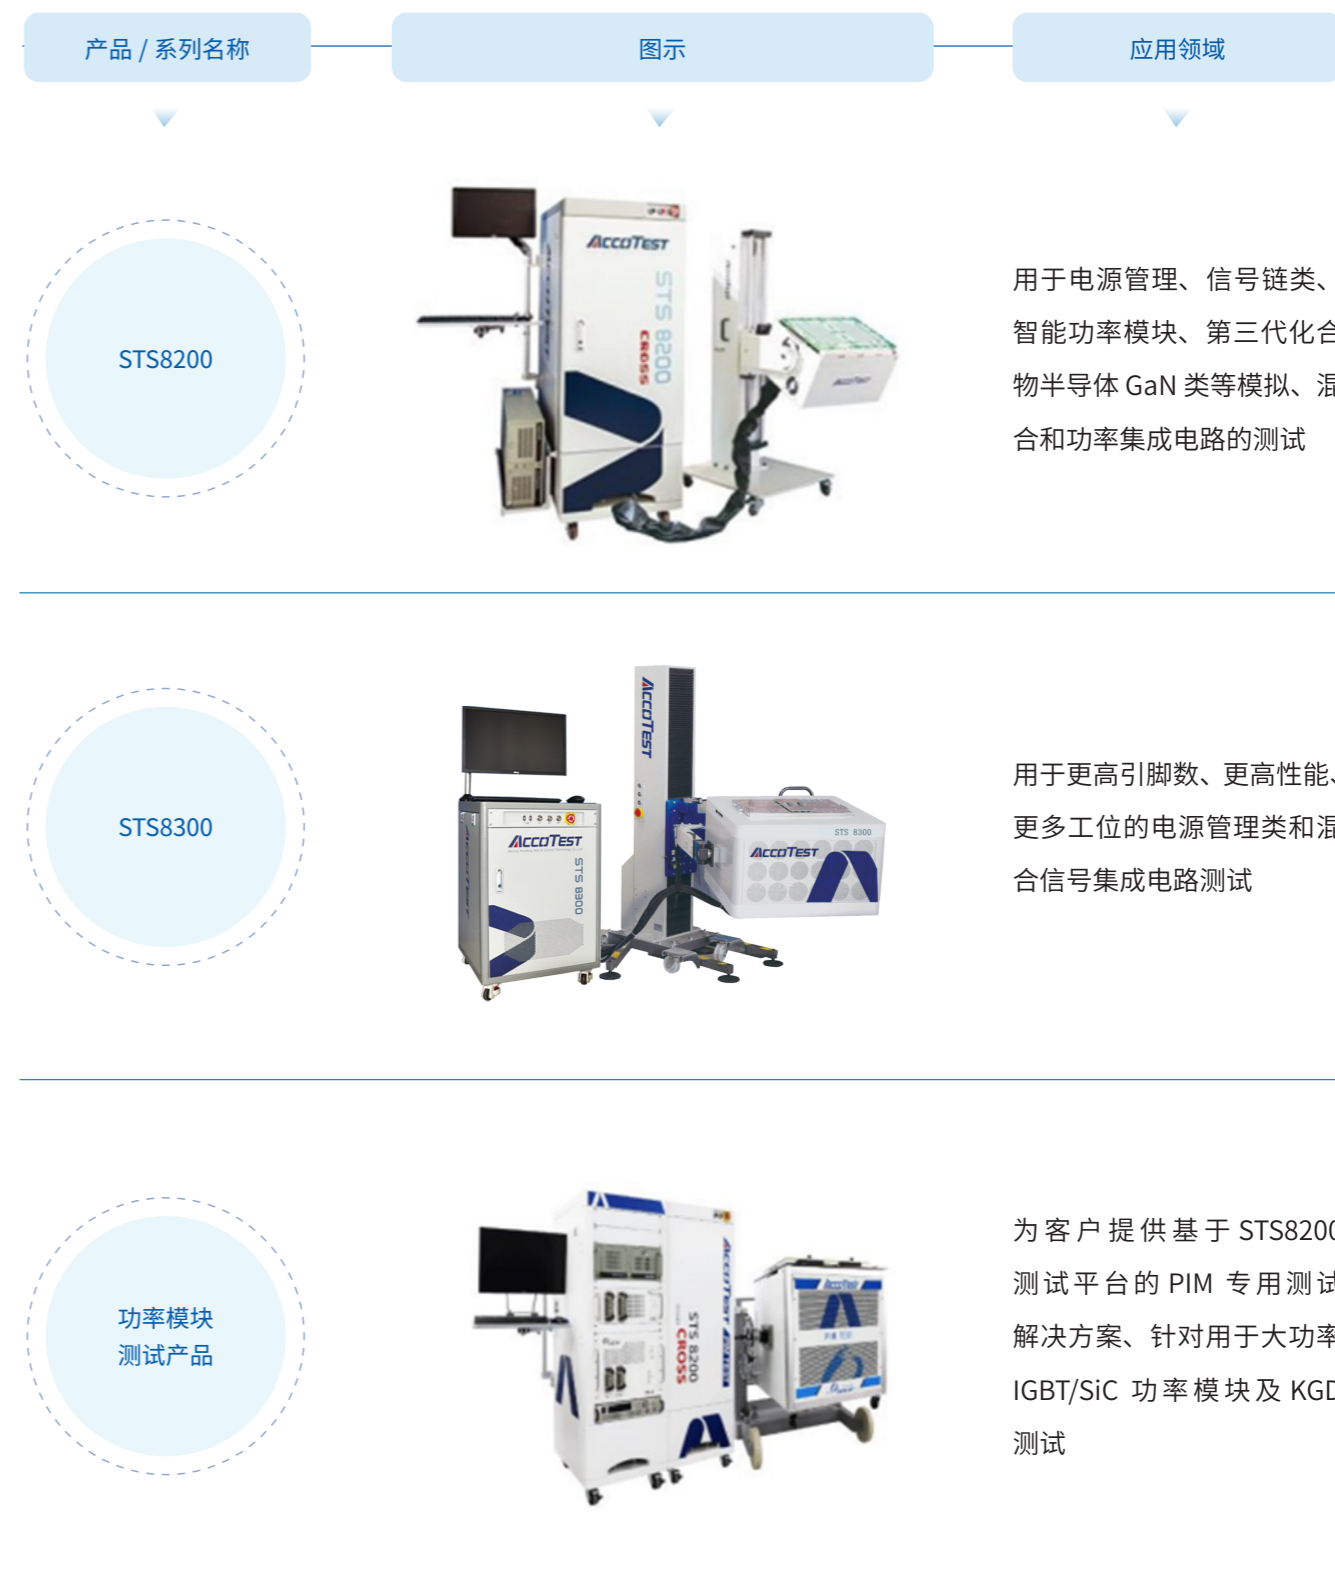 产品 / 系列名称
图示
应用领域
STS8200
ACCOTEST
STS 8200
CROSS
ACCOTEST
用于电源管理、信号链类、
智能功率模块、第三代化合
物半导体 GaN 类等模拟、混
合和功率集成电路的测试
STS8300
ACCOTEST
ACCOTEST
STS 8300
STS 8300
ACCOTEST
用于更高引脚数、更高性能、
更多工位的电源管理类和混
合信号集成电路测试
功率模块
测试产品
ACCOTEST
STS 8200
CROSS
AccoTest
PIM TEST
为客户提供基于 STS8200
测试平台的 PIM 专用测试
解决方案、针对用于大功率
IGBT/SiC 功率模块及 KGD
测试